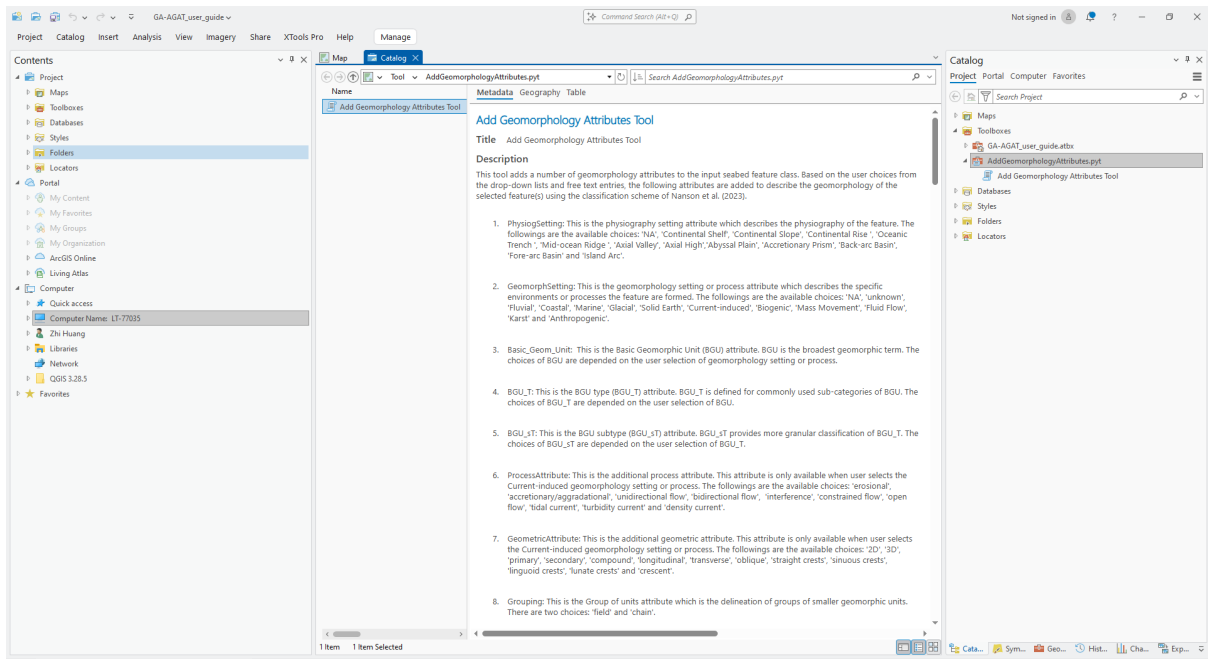 GA-AGAT_user_guide
Command Search (Alt+Q)
Not signed in
?
Project Catalog Insert Analysis View Imagery Share XTools Pro Help Manage
Contents
Project
Maps
Toolboxes
Databases
Styles
Folders
Locators
Portal
My Content
My Favorites
My Groups
My Organization
ArcGIS Online
Living Atlas
Computer
Quick access
Computer Name: LT-77035
Zhi Huang
Libraries
Network
QGIS 3.28.5
Favorites
Map Catalog
Tool AddGeomorphologyAttributes.pyt
Search AddGeomorphologyAttributes.pyt
Name
Add Geomorphology Attributes Tool
Metadata Geography Table
Add Geomorphology Attributes Tool
Title Add Geomorphology Attributes Tool
Description
This tool adds a number of geomorphology attributes to the input seabed feature class. Based on the user choices from
the drop-down lists and free text entries, the following attributes are added to describe the geomorphology of the
selected feature(s) using the classification scheme of Nanson et al. (2023).
1. PhysiogSetting: This is the physiography setting attribute which describes the physiography of the feature. The
followings are the available choices: 'NA', 'Continental Shelf', 'Continental Slope', 'Continental Rise ', 'Oceanic
Trench ', 'Mid-ocean Ridge ', 'Axial Valley', 'Axial High','Abyssal Plain', 'Accretionary Prism', 'Back-arc Basin',
'Fore-arc Basin' and 'Island Arc'.
2. GeomorphSetting: This is the geomorphology setting or process attribute which describes the specific
environments or processes the feature are formed. The followings are the available choices: 'NA', 'unknown',
'Fluvial', 'Coastal', 'Marine', 'Glacial', 'Solid Earth', 'Current-induced', 'Biogenic', 'Mass Movement', 'Fluid Flow',
'Karst' and 'Anthropogenic'.
3. Basic_Geom_Unit: This is the Basic Geomorphic Unit (BGU) attribute. BGU is the broadest geomorphic term. The
choices of BGU are depended on the user selection of geomorphology setting or process.
4. BGU_T: This is the BGU type (BGU_T) attribute. BGU_T is defined for commonly used sub-categories of BGU. The
choices of BGU_T are depended on the user selection of BGU.
5. BGU_sT: This is the BGU subtype (BGU_sT) attribute. BGU_sT provides more granular classification of BGU_T. The
choices of BGU_sT are depended on the user selection of BGU_T.
6. ProcessAttribute: This is the additional process attribute. This attribute is only available when user selects the
Current-induced geomorphology setting or process. The followings are the available choices: 'erosional',
'accretionary/aggradational', 'unidirectional flow', 'bidirectional flow', 'interference', 'constrained flow', 'open
flow', 'tidal current', 'turbidity current' and 'density current'.
7. GeometricAttribute: This is the additional geometric attribute. This attribute is only available when user selects
the Current-induced geomorphology setting or process. The followings are the available choices: '2D', '3D',
'primary', 'secondary', 'compound', 'longitudinal', 'transverse', 'oblique', 'straight crests', 'sinuous crests',
'linguoid crests', 'lunate crests' and 'crescent'.
8. Grouping: This is the Group of units attribute which is the delineation of groups of smaller geomorphic units.
There are two choices: 'field' and 'chain'.
1 Item 1 Item Selected
Catalog
Project Portal Computer Favorites
Search Project
Maps
Toolboxes
GA-AGAT_user_guide.atbx
AddGeomorphologyAttributes.pyt
Add Geomorphology Attributes Tool
Databases
Styles
Folders
Locators
Cata... Sym... Geo... Hist... Cha... Exp...